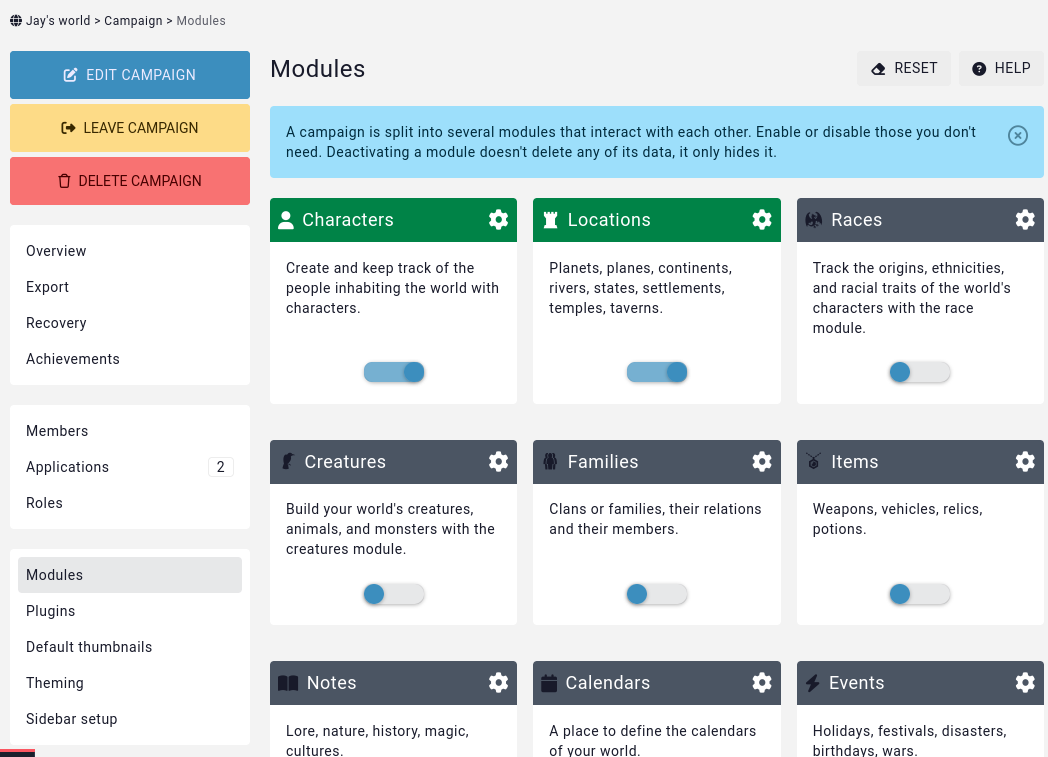 Jay's world > Campaign > Modules
EDIT CAMPAIGN
LEAVE CAMPAIGN
DELETE CAMPAIGN
Overview
Export
Recovery
Achievements
Members
Applications 2
Roles
Modules
Plugins
Default thumbnails
Theming
Sidebar setup
Modules
RESET
HELP
A campaign is split into several modules that interact with each other. Enable or disable those you don't
need. Deactivating a module doesn't delete any of its data, it only hides it.
Characters
Create and keep track of the
people inhabiting the world with
characters.
Locations
Planets, planes, continents,
rivers, states, settlements,
temples, taverns.
Races
Track the origins, ethnicities,
and racial traits of the world's
characters with the race
module.
Creatures
Build your world's creatures,
animals, and monsters with the
creatures module.
Families
Clans or families, their relations
and their members.
Items
Weapons, vehicles, relics,
potions.
Notes
Lore, nature, history, magic,
cultures.
Calendars
A place to define the calendars
of your world.
Events
Holidays, festivals, disasters,
birthdays, wars.